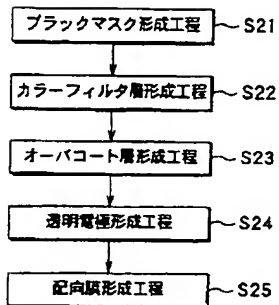 ブラックマスク形成工程 S21
カラーフィルタ層形成工程 S22
オーバコート層形成工程 S23
透明電極形成工程 S24
配向膜形成工程 S25